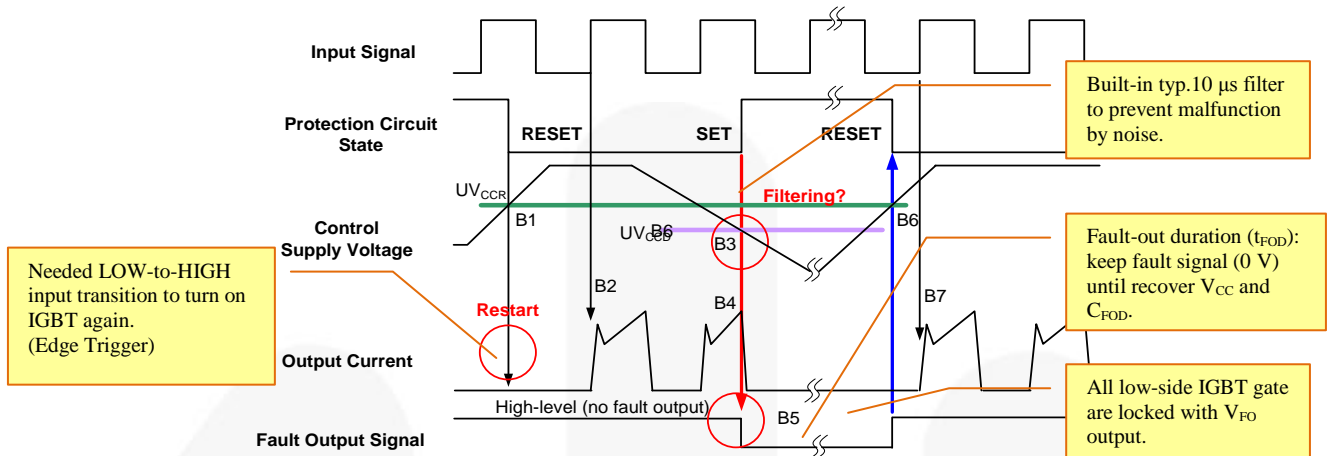 Input Signal
Built-in typ.10 µs filter
to prevent malfunction
by noise.
Protection Circuit
State
RESET
SET
RESET
UVCCR
B1
Filtering?
Control
Supply Voltage
UVCCD
B6
B3
B6
Fault-out duration (tFOD):
keep fault signal (0 V)
until recover VCC and
CFOD.
Needed LOW-to-HIGH
input transition to turn on
IGBT again.
(Edge Trigger)
Restart
B2
B4
B7
Output Current
High-level (no fault output)
B5
All low-side IGBT gate
are locked with VFO
output.
Fault Output Signal